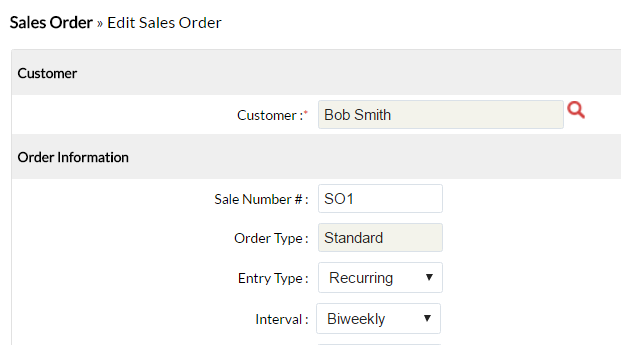 Sales Order » Edit Sales Order
Customer
Customer :* Bob Smith
Order Information
Sale Number # : SO1
Order Type : Standard
Entry Type : Recurring
Interval : Biweekly